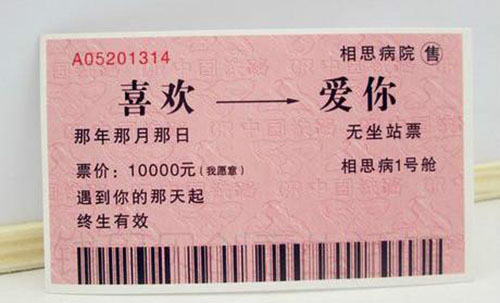 A05201314 相思病院 售
喜欢 → 爱你
那年那月那日 无坐站票
票价：10000元（我愿意） 相思病1号舱
遇到你的那天起
终生有效